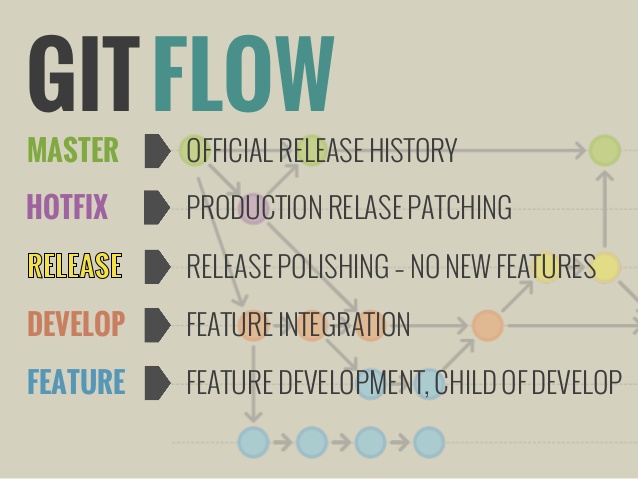 GIT FLOW
MASTER OFFICIAL RELEASE HISTORY
HOTFIX PRODUCTION RELASE PATCHING
RELEASE RELEASE POLISHING – NO NEW FEATURES
DEVELOP FEATURE INTEGRATION
FEATURE FEATURE DEVELOPMENT, CHILD OF DEVELOP